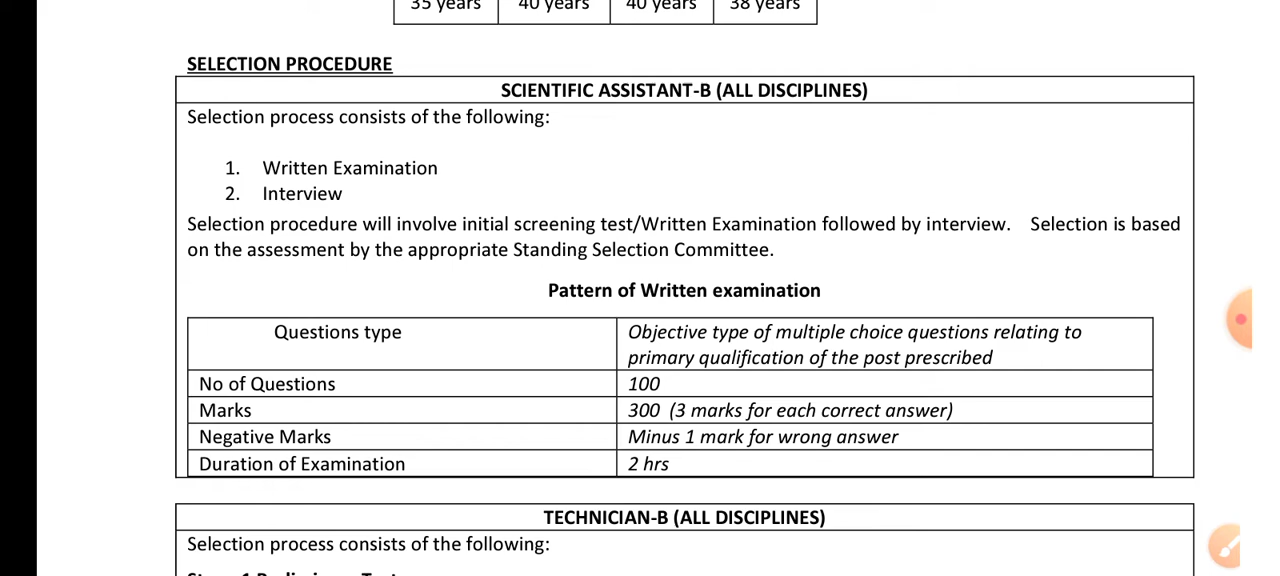 35 years 40 years 40 years 38 years
SELECTION PROCEDURE
SCIENTIFIC ASSISTANT-B (ALL DISCIPLINES)
Selection process consists of the following:
1. Written Examination
2. Interview
Selection procedure will involve initial screening test/Written Examination followed by interview. Selection is based
on the assessment by the appropriate Standing Selection Committee.
Pattern of Written examination
Questions type Objective type of multiple choice questions relating to
primary qualification of the post prescribed
No of Questions 100
Marks 300 (3 marks for each correct answer)
Negative Marks Minus 1 mark for wrong answer
Duration of Examination 2 hrs
TECHNICIAN-B (ALL DISCIPLINES)
Selection process consists of the following: